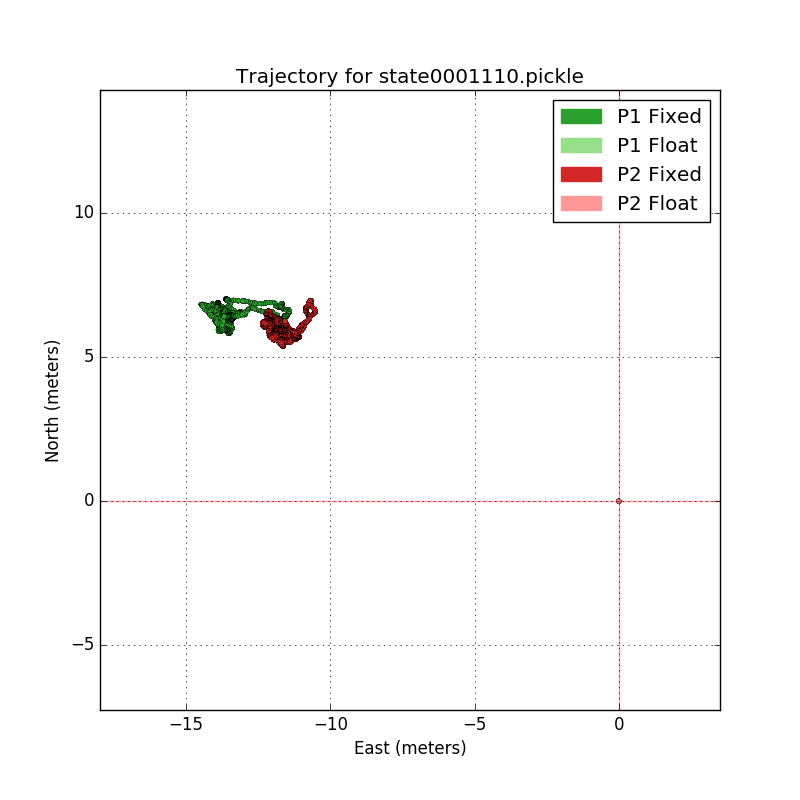 Trajectory for state0001110.pickle
P1 Fixed
P1 Float
P2 Fixed
P2 Float
10
5
0
−5
North (meters)
−15
−10
−5
0
East (meters)